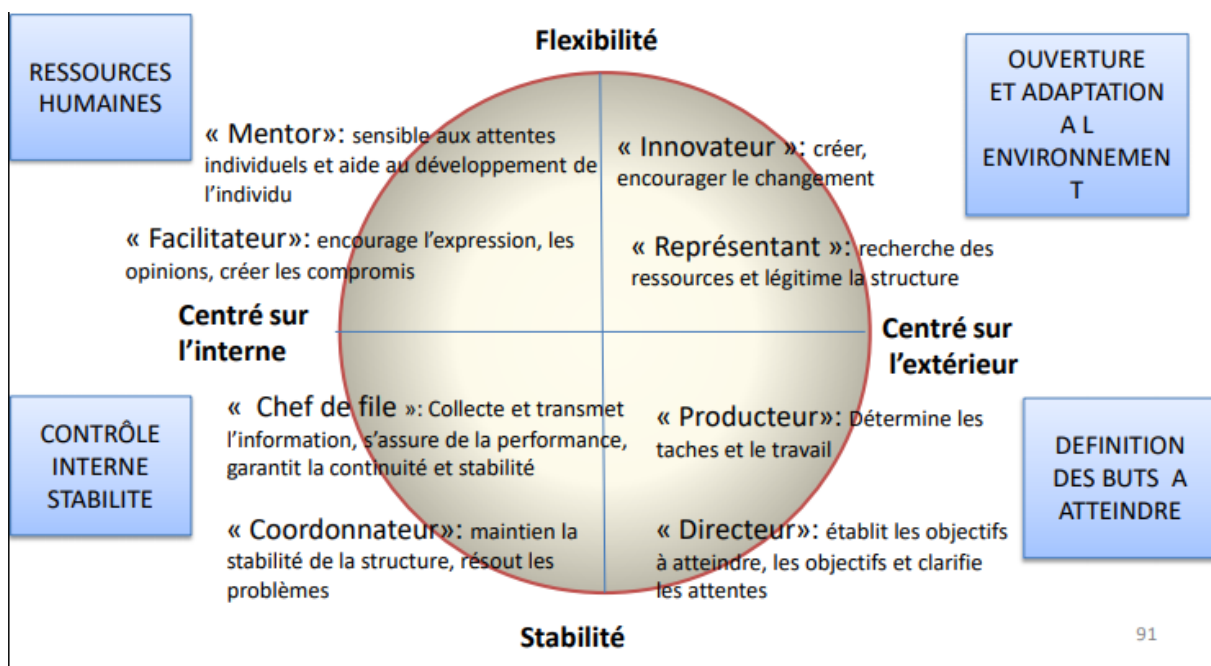 Flexibilité
RESSOURCES
HUMAINES
OUVERTURE
ET ADAPTATION
A L
ENVIRONNEMEN
T
« Mentor»: sensible aux attentes
individuels et aide au développement de
l’individu
« Innovateur »: créer,
encourager le changement
« Facilitateur»: encourage l’expression, les
opinions, créer les compromis
« Représentant »: recherche des
ressources et légitime la structure
Centré sur
l’interne
Centré sur
l’extérieur
CONTRÔLE
INTERNE
STABILITE
« Chef de file »: Collecte et transmet
l’information, s’assure de la performance,
garantit la continuité et stabilité
« Producteur»: Détermine les
taches et le travail
DEFINITION
DES BUTS A
ATTEINDRE
« Coordonnateur»: maintien la
stabilité de la structure, résout les
problèmes
« Directeur»: établit les objectifs
à atteindre, les objectifs et clarifie
les attentes
Stabilité
91